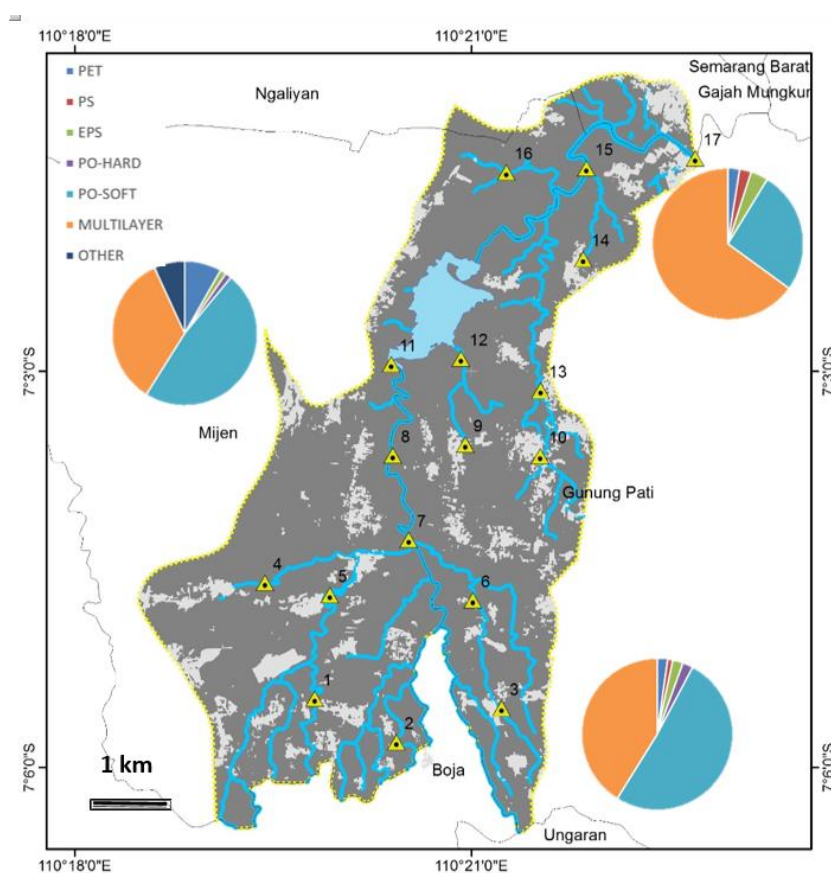 110°18'0"E
110°21'0"E
Semarang Barat
Gajah Mungkur
Ngaliyan
PET
PS
EPS
PO-HARD
PO-SOFT
MULTILAYER
OTHER
17
16
15
14
11
12
13
7°3'0"S
7°3'0"S
Mijen
8
9
10
Gunung Pati
7
4
5
6
1
3
2
1 km
Boja
7°6'0"S
7°6'0"S
Ungaran
110°18'0"E
110°21'0"E